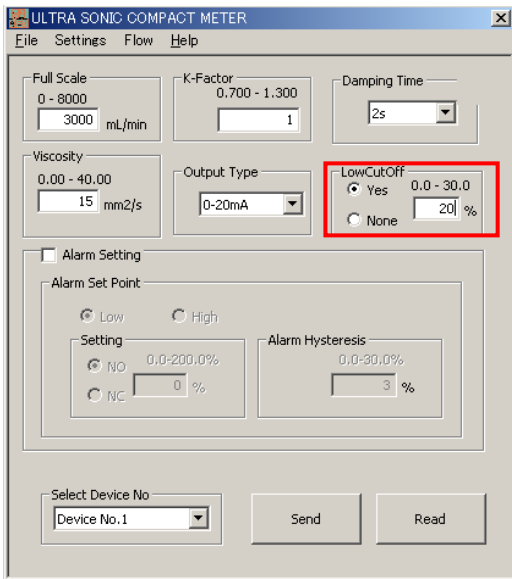 ULTRA SONIC COMPACT METER
File Settings Flow Help
Full Scale
0 - 8000
3000 mL/min
K-Factor
0.700 - 1.300
1
Damping Time
2s
Viscosity
0.00 - 40.00
15 mm2/s
Output Type
0-20mA
LowCutOff
Yes 0.0 - 30.0
20 %
None
Alarm Setting
Alarm Set Point
Low High
Setting
NO 0.0-200.0%
0 %
NC
Alarm Hysteresis
0.0-30.0%
3 %
Select Device No
Device No.1
Send
Read